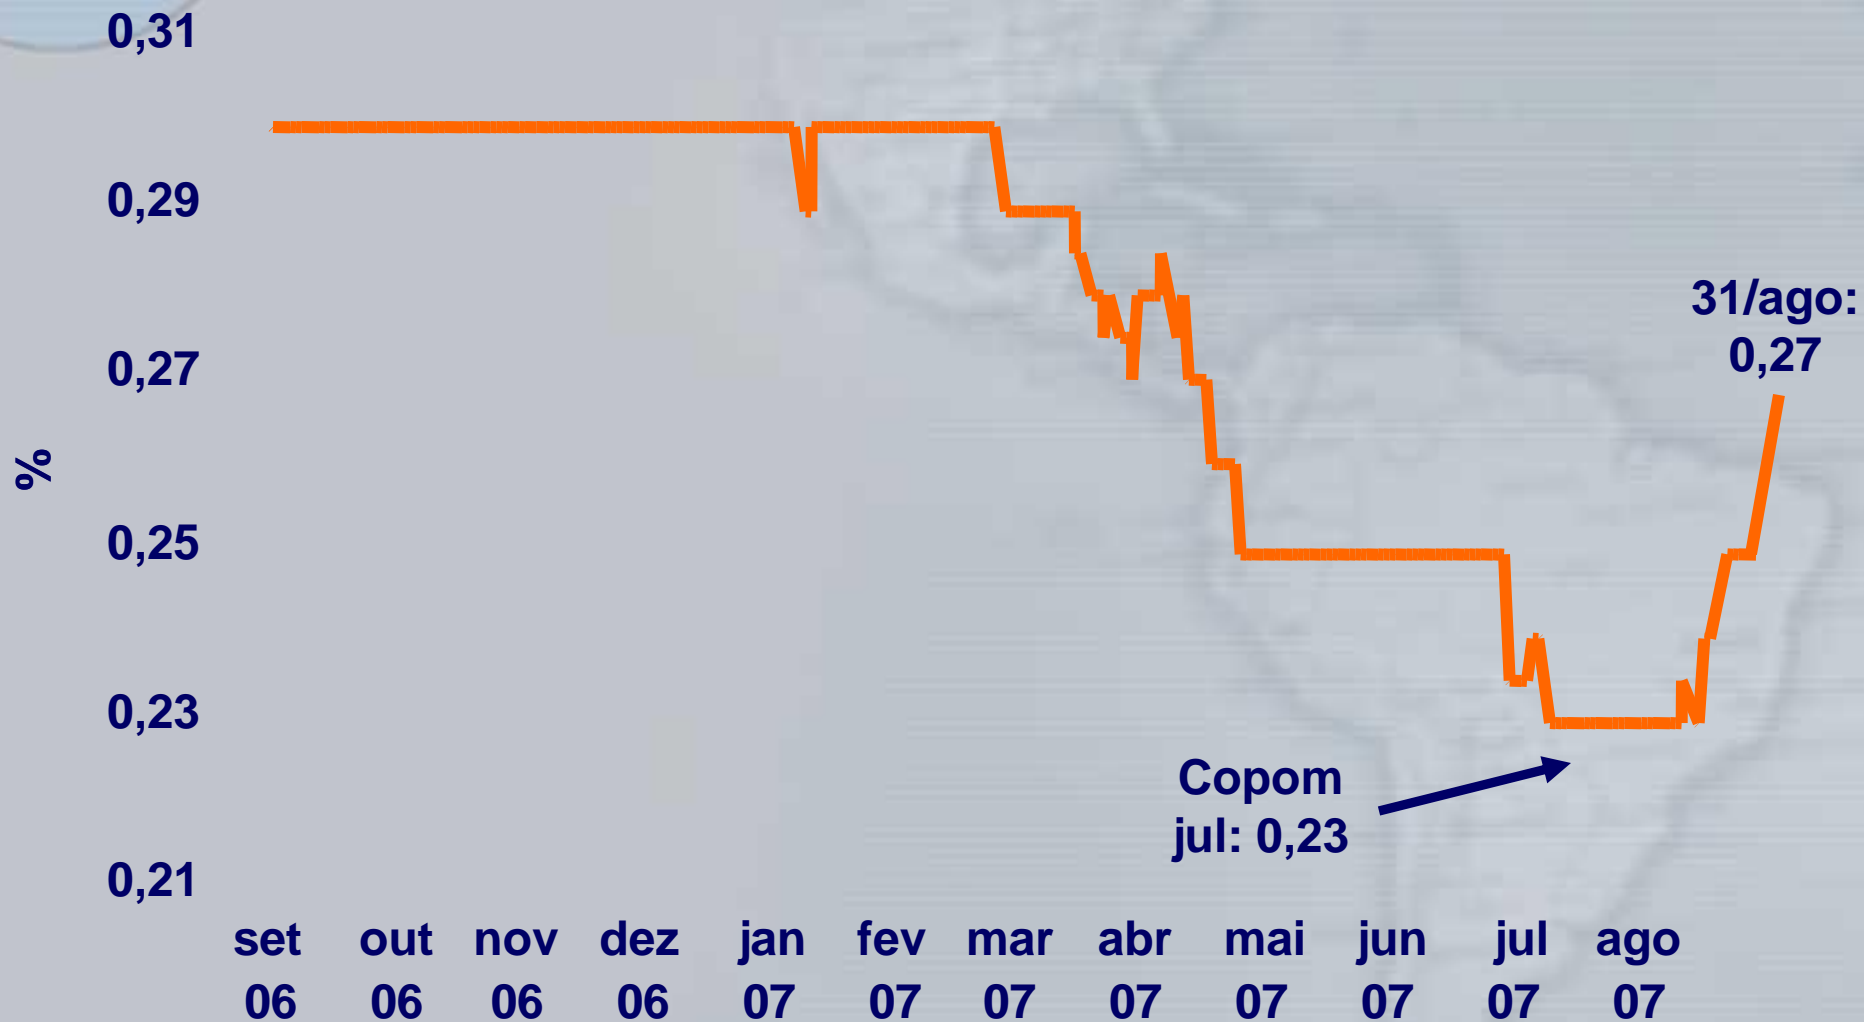 0,31
0,29
0,27
0,25
0,23
0,21
%
31/ago:
0,27
Copom
jul: 0,23
set out nov dez jan fev mar abr mai jun jul ago
06 06 06 06 07 07 07 07 07 07 07 07